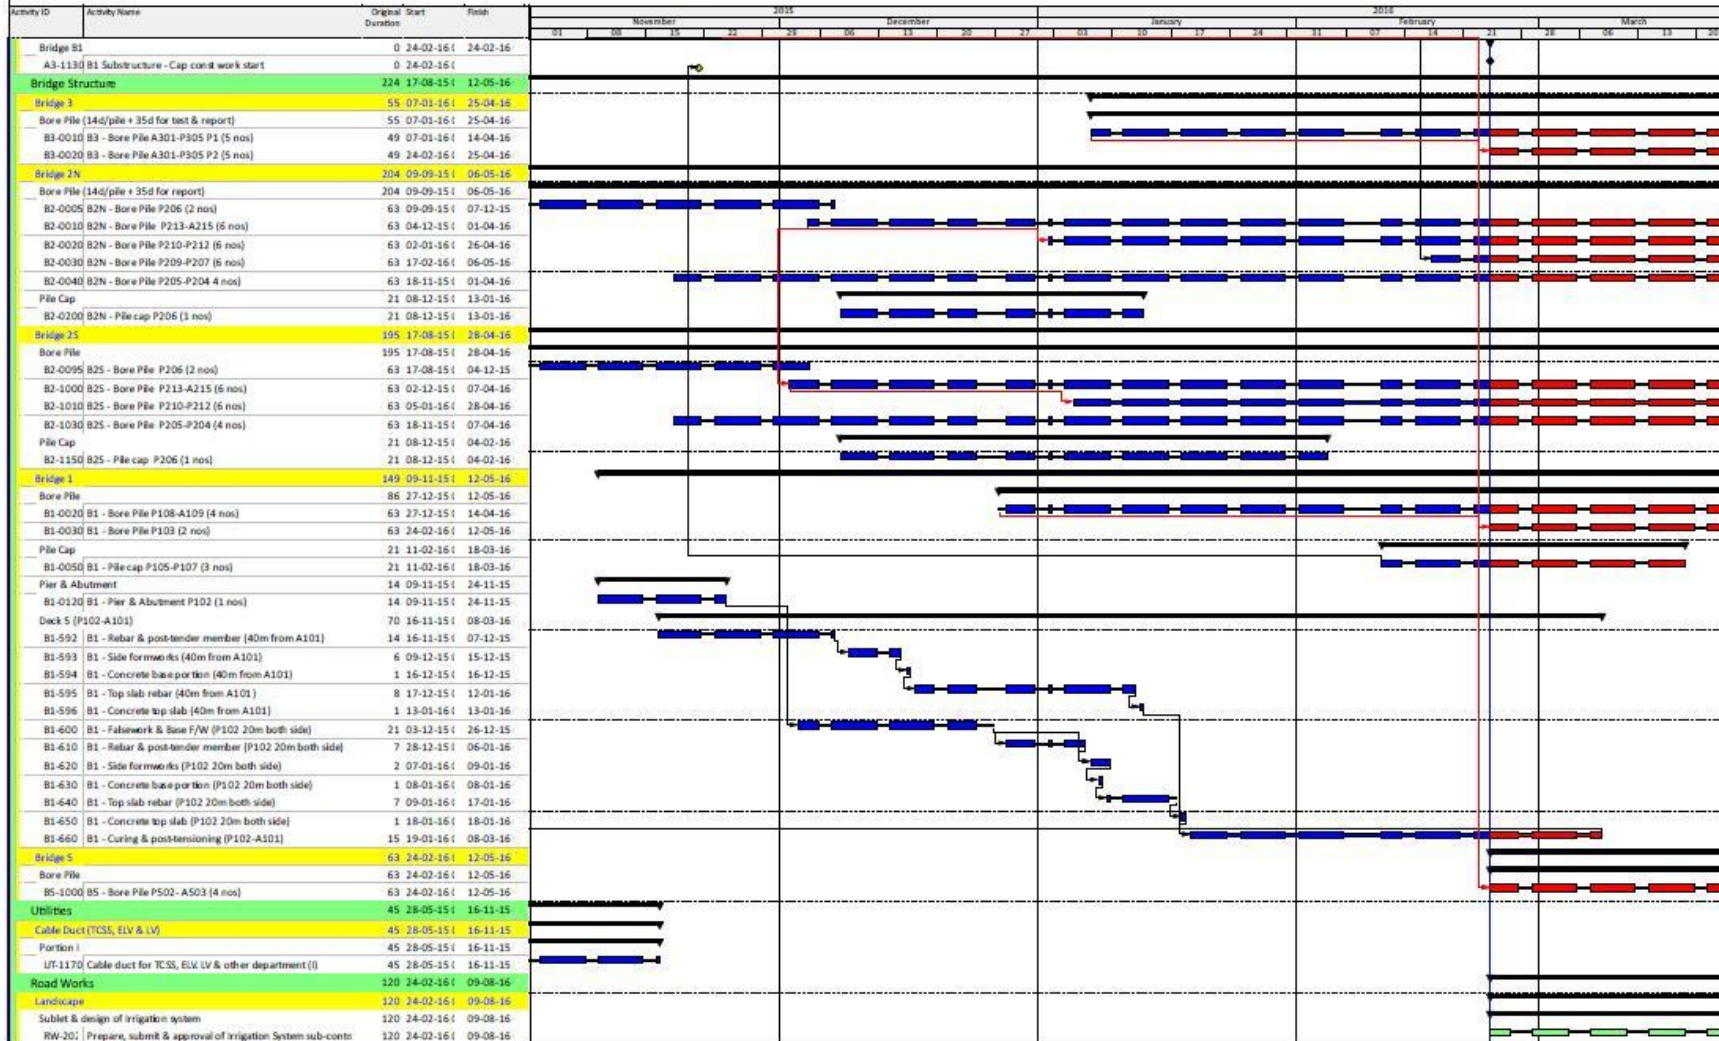 Activity ID Activity Name Original Duration Start Finish
2015 2016
November December January February March
01 08 15 22 29 06 13 20 27 03 10 17 24 31 07 14 21 28 06 13 20
Bridge B1 0 24-02-16 ( 24-02-16
A3-1130 B1 Substructure - Cap const work start 0 24-02-16 (
Bridge Structure 224 17-08-15 ( 12-05-16
Bridge 3 55 07-01-16 ( 25-04-16
Bore Pile (14d/pile + 35d for test & report) 55 07-01-16 ( 25-04-16
B3-0010 B3 - Bore Pile A301-P305 P1 (5 nos) 49 07-01-16 ( 14-04-16
B3-0020 B3 - Bore Pile A301-P305 P2 (5 nos) 49 24-02-16 ( 25-04-16
Bridge 2N 204 09-09-15 ( 06-05-16
Bore Pile (14d/pile + 35d for report) 204 09-09-15 ( 06-05-16
B2-0005 B2N - Bore Pile P206 (2 nos) 63 09-09-15 ( 07-12-15
B2-0010 B2N - Bore Pile P213-A215 (6 nos) 63 04-12-15 ( 01-04-16
B2-0020 B2N - Bore Pile P210-P212 (6 nos) 63 02-01-16 ( 26-04-16
B2-0030 B2N - Bore Pile P209-P207 (6 nos) 63 17-02-16 ( 06-05-16
B2-0040 B2N - Bore Pile P205-P204 4 nos) 63 18-11-15 ( 01-04-16
Pile Cap 21 08-12-15 ( 13-01-16
B2-0200 B2N - Pile cap P206 (1 nos) 21 08-12-15 ( 13-01-16
Bridge 2S 195 17-08-15 ( 28-04-16
Bore Pile 195 17-08-15 ( 28-04-16
B2-0095 B2S - Bore Pile P206 (2 nos) 63 17-08-15 ( 04-12-15
B2-1000 B2S - Bore Pile P213-A215 (6 nos) 63 02-12-15 ( 07-04-16
B2-1010 B2S - Bore Pile P210-P212 (6 nos) 63 05-01-16 ( 28-04-16
B2-1030 B2S - Bore Pile P205-P204 (4 nos) 63 18-11-15 ( 07-04-16
Pile Cap 21 08-12-15 ( 04-02-16
B2-1150 B2S - Pile cap P206 (1 nos) 21 08-12-15 ( 04-02-16
Bridge 1 149 09-11-15 ( 12-05-16
Bore Pile 86 27-12-15 ( 12-05-16
B1-0020 B1 - Bore Pile P108-A109 (4 nos) 63 27-12-15 ( 14-04-16
B1-0030 B1 - Bore Pile P103 (2 nos) 63 24-02-16 ( 12-05-16
Pile Cap 21 11-02-16 ( 18-03-16
B1-0050 B1 - Pile cap P105-P107 (3 nos) 21 11-02-16 ( 18-03-16
Pier & Abutment 14 09-11-15 ( 24-11-15
B1-0120 B1 - Pier & Abutment P102 (1 nos) 14 09-11-15 ( 24-11-15
Deck 5 (P102-A101) 70 16-11-15 ( 08-03-16
B1-592 B1 - Rebar & post-tender member (40m from A101) 14 16-11-15 ( 07-12-15
B1-593 B1 - Side formworks (40m from A101) 6 09-12-15 ( 15-12-15
B1-594 B1 - Concrete base portion (40m from A101) 1 16-12-15 ( 16-12-15
B1-595 B1 - Top slab rebar (40m from A101) 8 17-12-15 ( 12-01-16
B1-596 B1 - Concrete top slab (40m from A101) 1 13-01-16 ( 13-01-16
B1-600 B1 - Falsework & Base F/W (P102 20m both side) 21 03-12-15 ( 26-12-15
B1-610 B1 - Rebar & post-tender member (P102 20m both side) 7 28-12-15 ( 06-01-16
B1-620 B1 - Side formworks (P102 20m both side) 2 07-01-16 ( 09-01-16
B1-630 B1 - Concrete base portion (P102 20m both side) 1 08-01-16 ( 08-01-16
B1-640 B1 - Top slab rebar (P102 20m both side) 7 09-01-16 ( 17-01-16
B1-650 B1 - Concrete top slab (P102 20m both side) 1 18-01-16 ( 18-01-16
B1-660 B1 - Curing & post-tensioning (P102-A101) 15 19-01-16 ( 08-03-16
Bridge 5 63 24-02-16 ( 12-05-16
Bore Pile 63 24-02-16 ( 12-05-16
B5-1000 B5 - Bore Pile P502- A503 (4 nos) 63 24-02-16 ( 12-05-16
Utilities 45 28-05-15 ( 16-11-15
Cable Duct (TCSS, ELV & LV) 45 28-05-15 ( 16-11-15
Portion I 45 28-05-15 ( 16-11-15
UT-1170 Cable duct for TCSS, ELV, LV & other department (I) 45 28-05-15 ( 16-11-15
Road Works 120 24-02-16 ( 09-08-16
Landscape 120 24-02-16 ( 09-08-16
Sublet & design of Irrigation system 120 24-02-16 ( 09-08-16
Prepare, submit & approval of Irrigation System sub-contr 120 24-02-16 ( 09-08-16